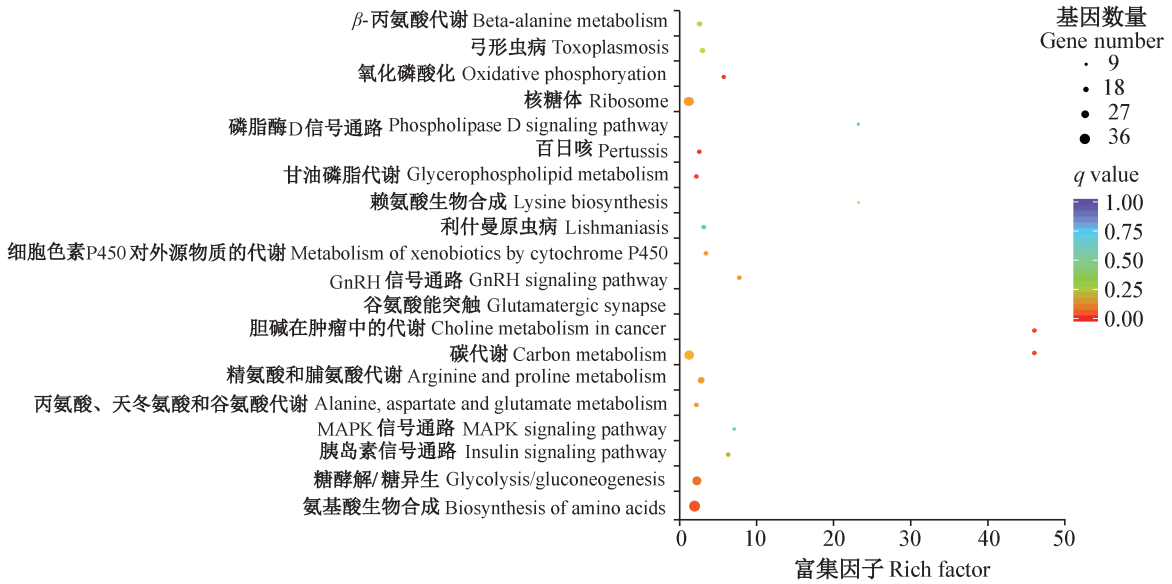 β-丙氨酸代谢 Beta-alanine metabolism
弓形虫病 Toxoplasmosis
氧化磷酸化 Oxidative phosphoryation
核糖体 Ribosome
磷脂酶D信号通路 Phospholipase D signaling pathway
百日咳 Pertussis
甘油磷脂代谢 Glycerophospholipid metabolism
赖氨酸生物合成 Lysine biosynthesis
利什曼原虫病 Lishmaniasis
细胞色素P450对外源物质的代谢 Metabolism of xenobiotics by cytochrome P450
GnRH信号通路 GnRH signaling pathway
谷氨酸能突触 Glutamatergic synapse
胆碱在肿瘤中的代谢 Choline metabolism in cancer
碳代谢 Carbon metabolism
精氨酸和脯氨酸代谢 Arginine and proline metabolism
丙氨酸、天冬氨酸和谷氨酸代谢 Alanine, aspartate and glutamate metabolism
MAPK信号通路 MAPK signaling pathway
胰岛素信号通路 Insulin signaling pathway
糖酵解/糖异生 Glycolysis/gluconeogenesis
氨基酸生物合成 Biosynthesis of amino acids
0 10 20 30 40 50
富集因子 Rich factor
基因数量
Gene number
9
18
27
36
q value
1.00
0.75
0.50
0.25
0.00